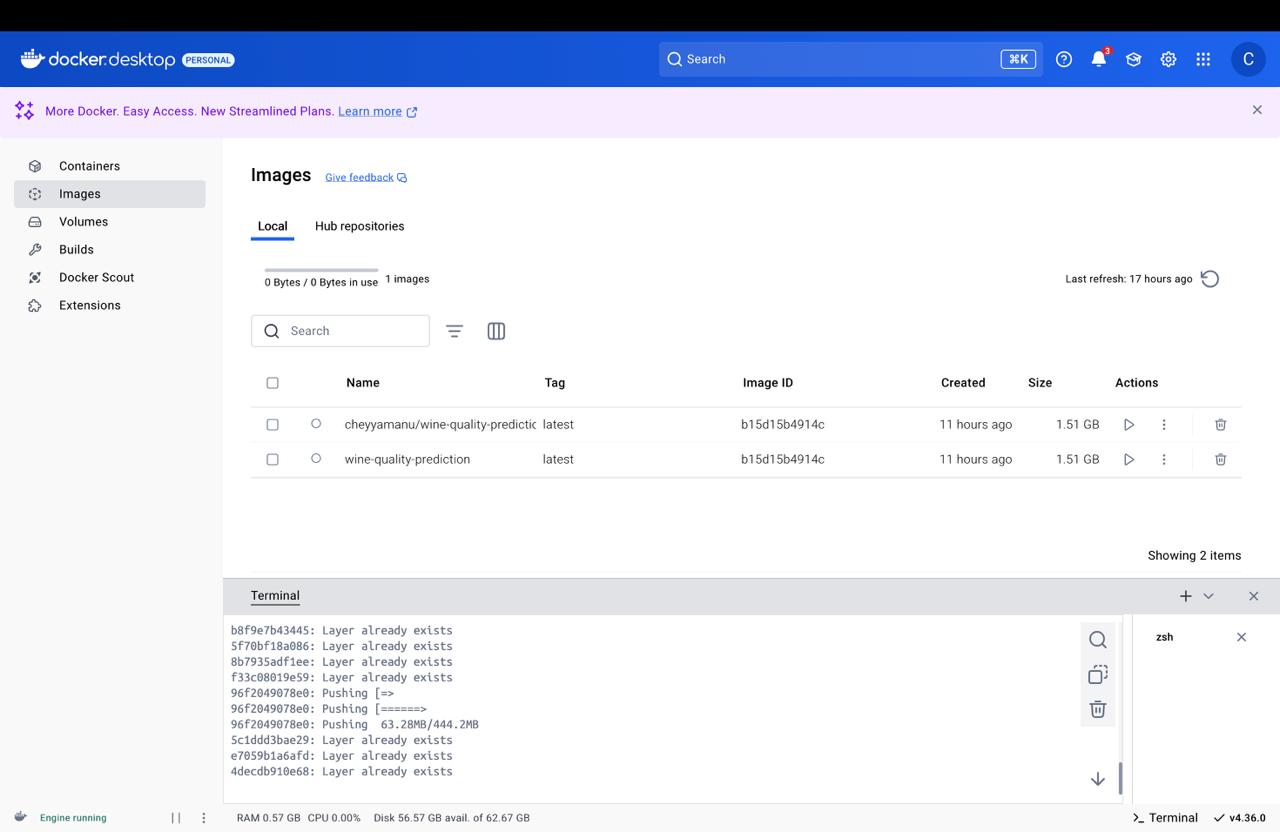 docker.desktop PERSONAL Search ⌘K 3 C
More Docker. Easy Access. New Streamlined Plans. Learn more
Containers
Images
Volumes
Builds
Docker Scout
Extensions
Images Give feedback
Local Hub repositories
0 Bytes / 0 Bytes in use 1 images Last refresh: 17 hours ago
Search
Name Tag Image ID Created Size Actions
cheyyamanu/wine-quality-predictic latest b15d15b4914c 11 hours ago 1.51 GB
wine-quality-prediction latest b15d15b4914c 11 hours ago 1.51 GB
Showing 2 items
Terminal
b8f9e7b43445: Layer already exists
5f70bf18a086: Layer already exists
8b7935adf1ee: Layer already exists
f33c08019e59: Layer already exists
96f2049078e0: Pushing [=>
96f2049078e0: Pushing [======>
96f2049078e0: Pushing  63.28MB/444.2MB
5c1ddd3bae29: Layer already exists
e7059b1a6afd: Layer already exists
4decdb910e68: Layer already exists
zsh
Engine running RAM 0.57 GB CPU 0.00% Disk 56.57 GB avail. of 62.67 GB Terminal v4.36.0